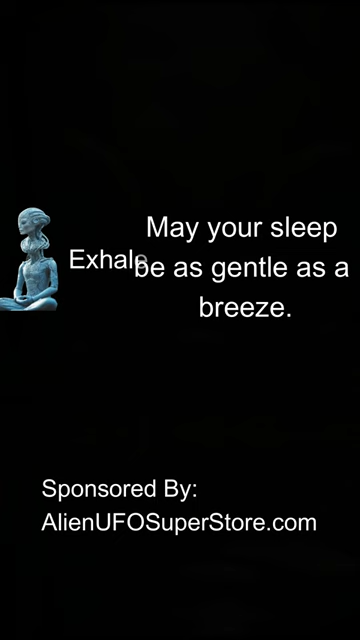 May your sleep
Exhale
be as gentle as a
breeze.
Sponsored By:
AlienUFOSuperStore.com